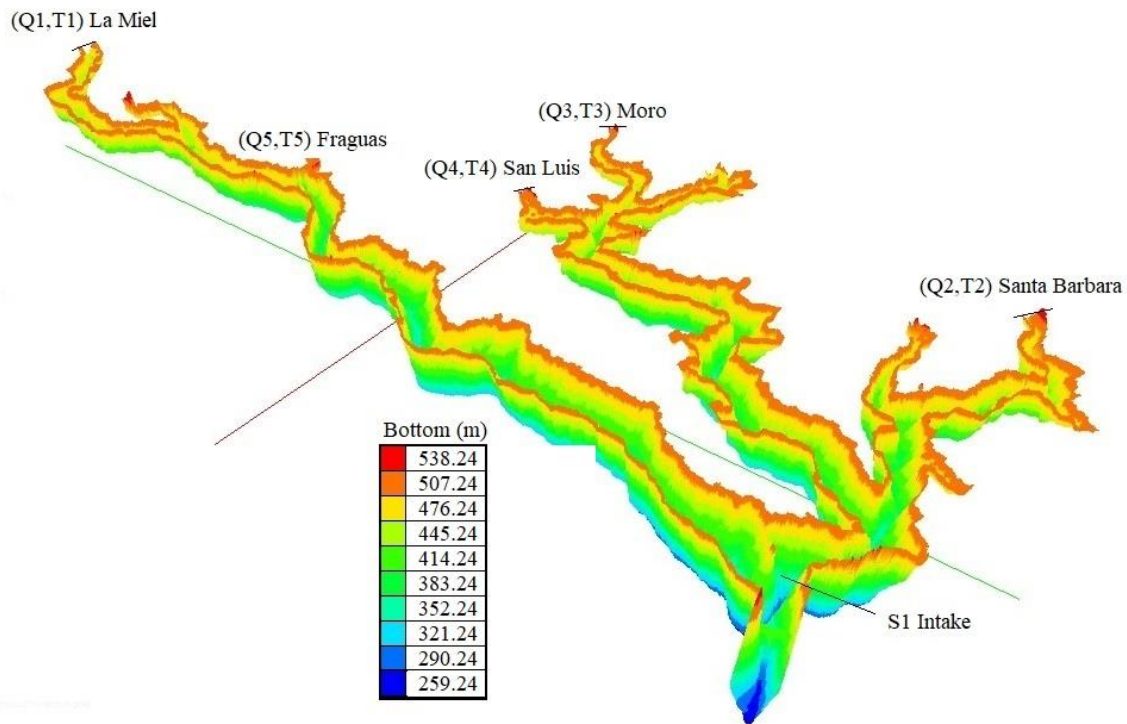 (Q1,T1) La Miel
(Q3,T3) Moro
(Q5,T5) Fraguas
(Q4,T4) San Luis
(Q2,T2) Santa Barbara
Bottom (m)
538.24
507.24
476.24
445.24
414.24
383.24
352.24
321.24
290.24
259.24
S1 Intake